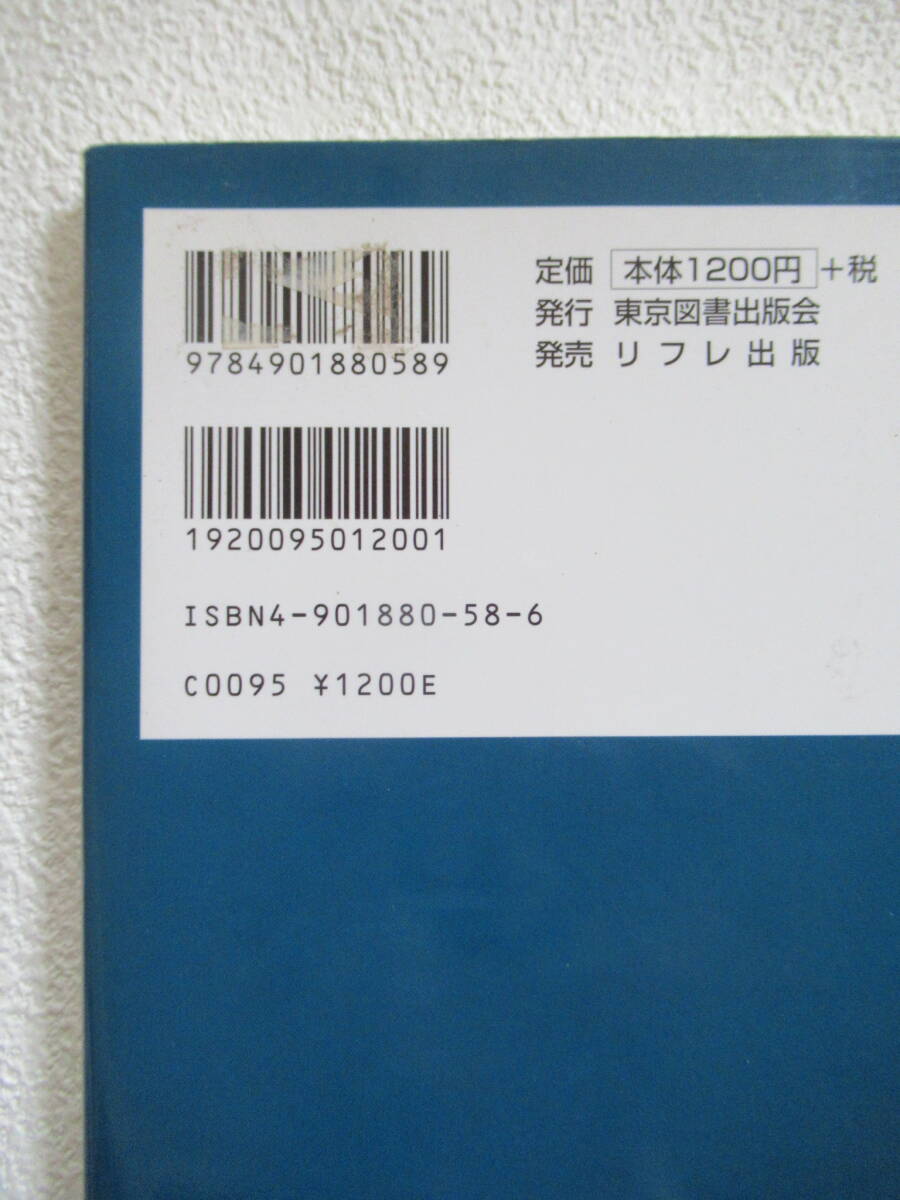 9784901880589
1920095012001
ISBN4-901880-58-6
C0095 ¥1200E
定価 本体1200円 +税
発行 東京図書出版会
発売 リフレ出版